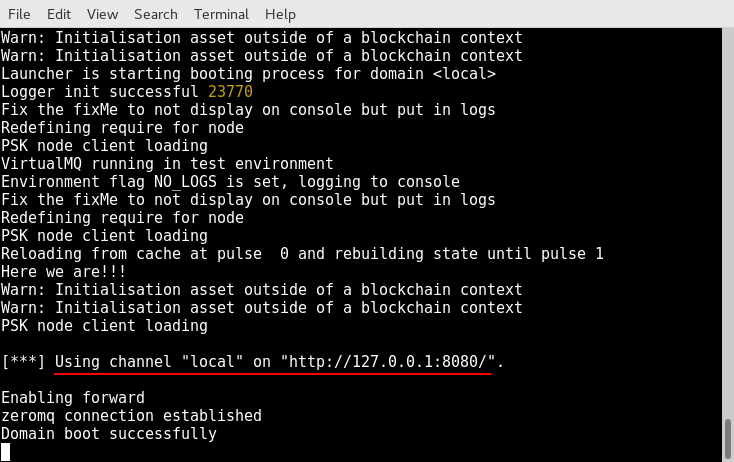 File Edit View Search Terminal Help
Warn: Initialisation asset outside of a blockchain context
Warn: Initialisation asset outside of a blockchain context
Launcher is starting booting process for domain <local>
Logger init successful 23770
Fix the fixMe to not display on console but put in logs
Redefining require for node
PSK node client loading
VirtualMQ running in test environment
Environment flag NO_LOGS is set, logging to console
Fix the fixMe to not display on console but put in logs
Redefining require for node
PSK node client loading
Reloading from cache at pulse  0 and rebuilding state until pulse 1
Here we are!!!
Warn: Initialisation asset outside of a blockchain context
Warn: Initialisation asset outside of a blockchain context
PSK node client loading
[***] Using channel "local" on "http://127.0.0.1:8080/".
Enabling forward
zeromq connection established
Domain boot successfully